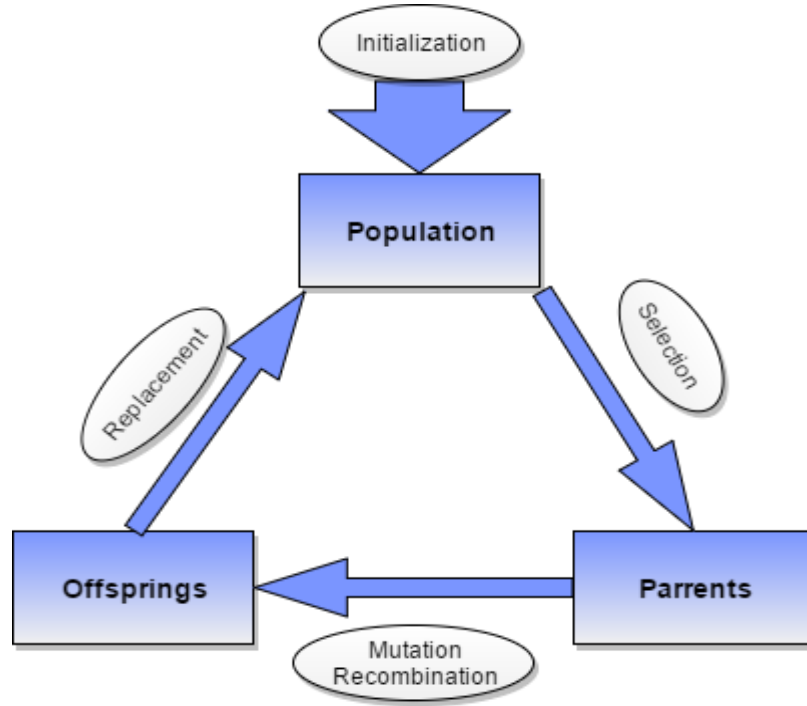 Initialization
Population
Selection
Replacement
Offsprings
Parrents
Mutation
Recombination